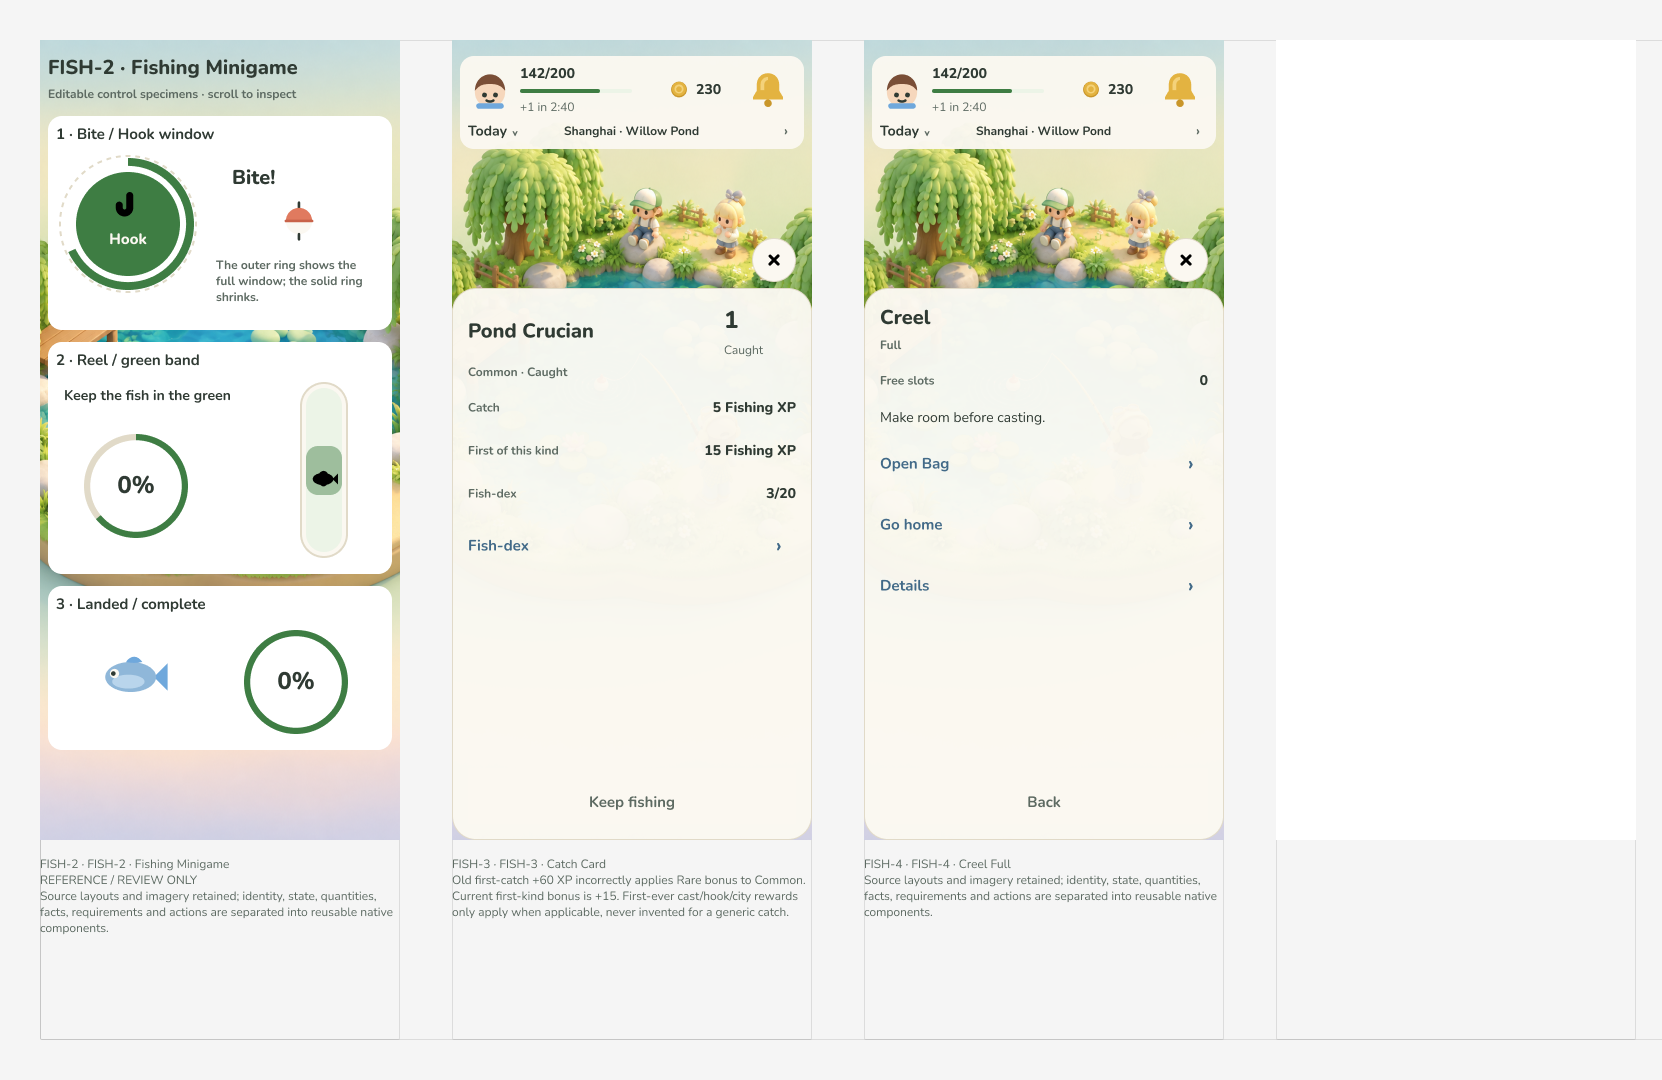 FISH-2 · Fishing Minigame
Editable control specimens · scroll to inspect
1 · Bite / Hook window
Hook
Bite!
The outer ring shows the
full window; the solid ring
shrinks.
2 · Reel / green band
Keep the fish in the green
0%
3 · Landed / complete
0%
FISH-2 · FISH-2 · Fishing Minigame
REFERENCE / REVIEW ONLY
Source layouts and imagery retained; identity, state, quantities,
facts, requirements and actions are separated into reusable native
components.
142/200
+1 in 2:40
230
Today ˅
Shanghai · Willow Pond ›
Pond Crucian
1
Caught
Common · Caught
Catch 5 Fishing XP
First of this kind 15 Fishing XP
Fish-dex 3/20
Fish-dex ›
Keep fishing
FISH-3 · FISH-3 · Catch Card
Old first-catch +60 XP incorrectly applies Rare bonus to Common.
Current first-kind bonus is +15. First-ever cast/hook/city rewards
only apply when applicable, never invented for a generic catch.
142/200
+1 in 2:40
230
Today ˅
Shanghai · Willow Pond ›
Creel
Full
Free slots 0
Make room before casting.
Open Bag ›
Go home ›
Details ›
Back
FISH-4 · FISH-4 · Creel Full
Source layouts and imagery retained; identity, state, quantities,
facts, requirements and actions are separated into reusable native
components.